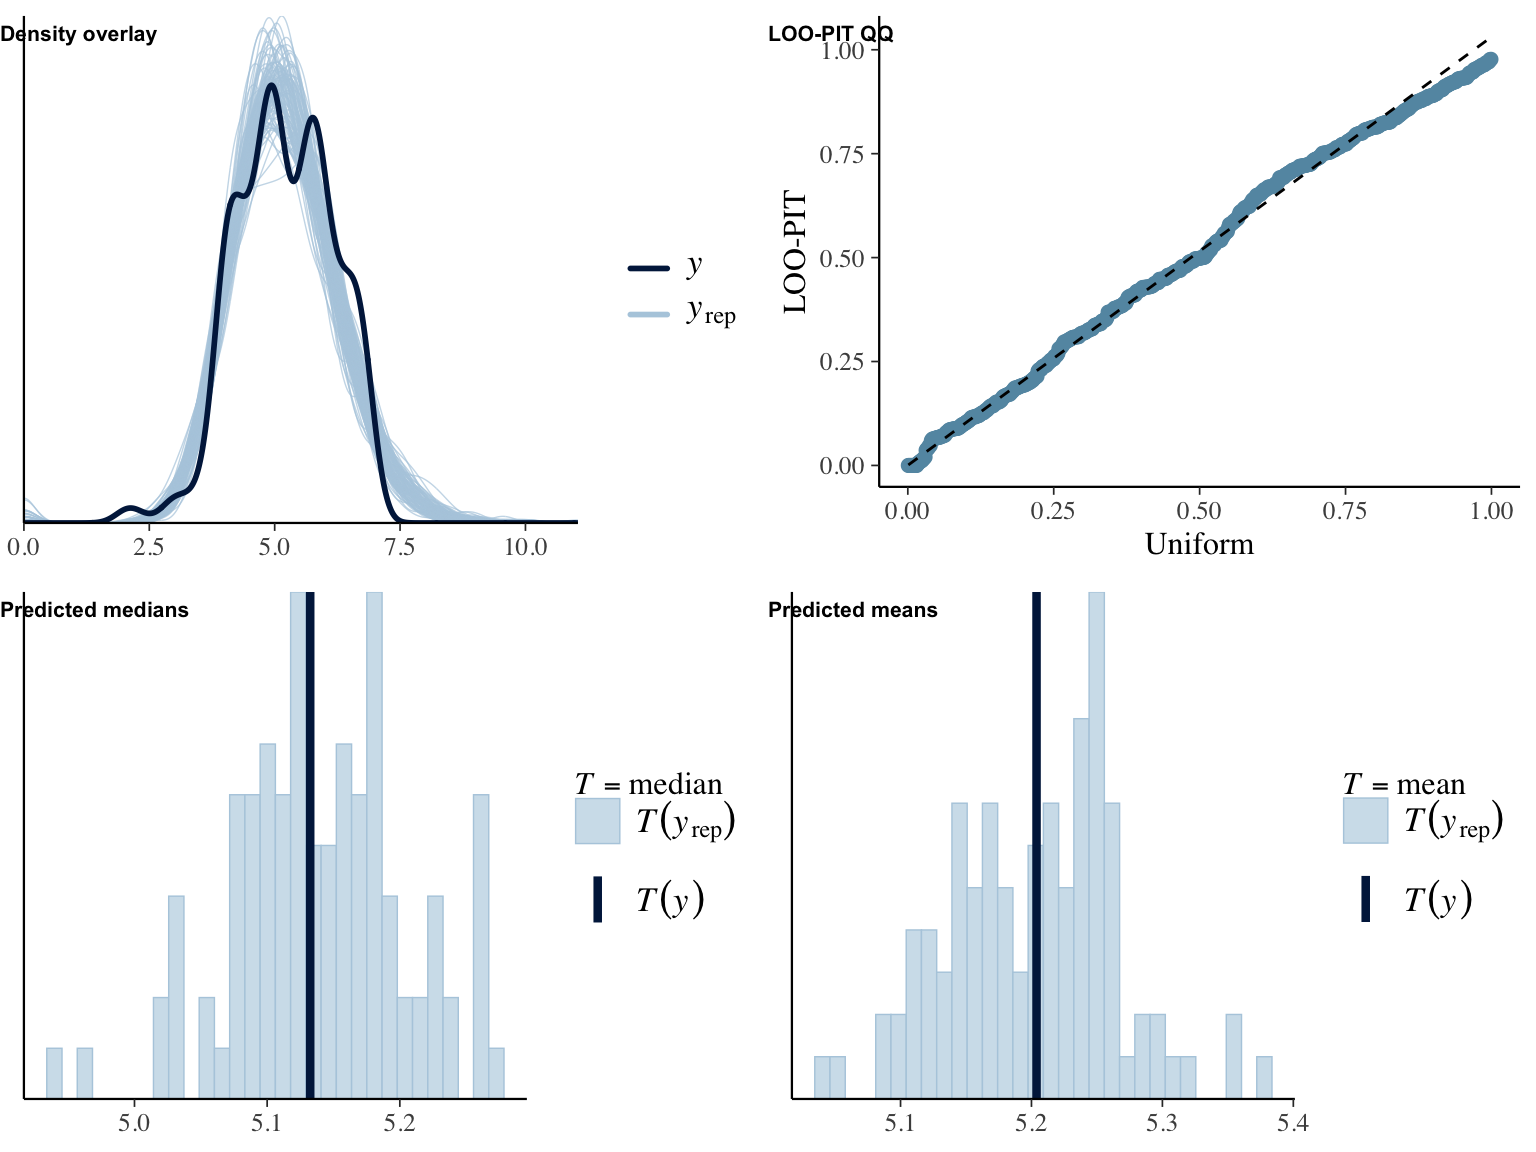 Density overlay
y
y rep
0.0 2.5 5.0 7.5 10.0
LOO-PIT QQ
1.00
0.75
0.50
0.25
0.00
LOO-PIT
0.00 0.25 0.50 0.75 1.00
Uniform
Predicted medians
T = median
T(y rep)
T(y)
5.0 5.1 5.2
Predicted means
T = mean
T(y rep)
T(y)
5.1 5.2 5.3 5.4